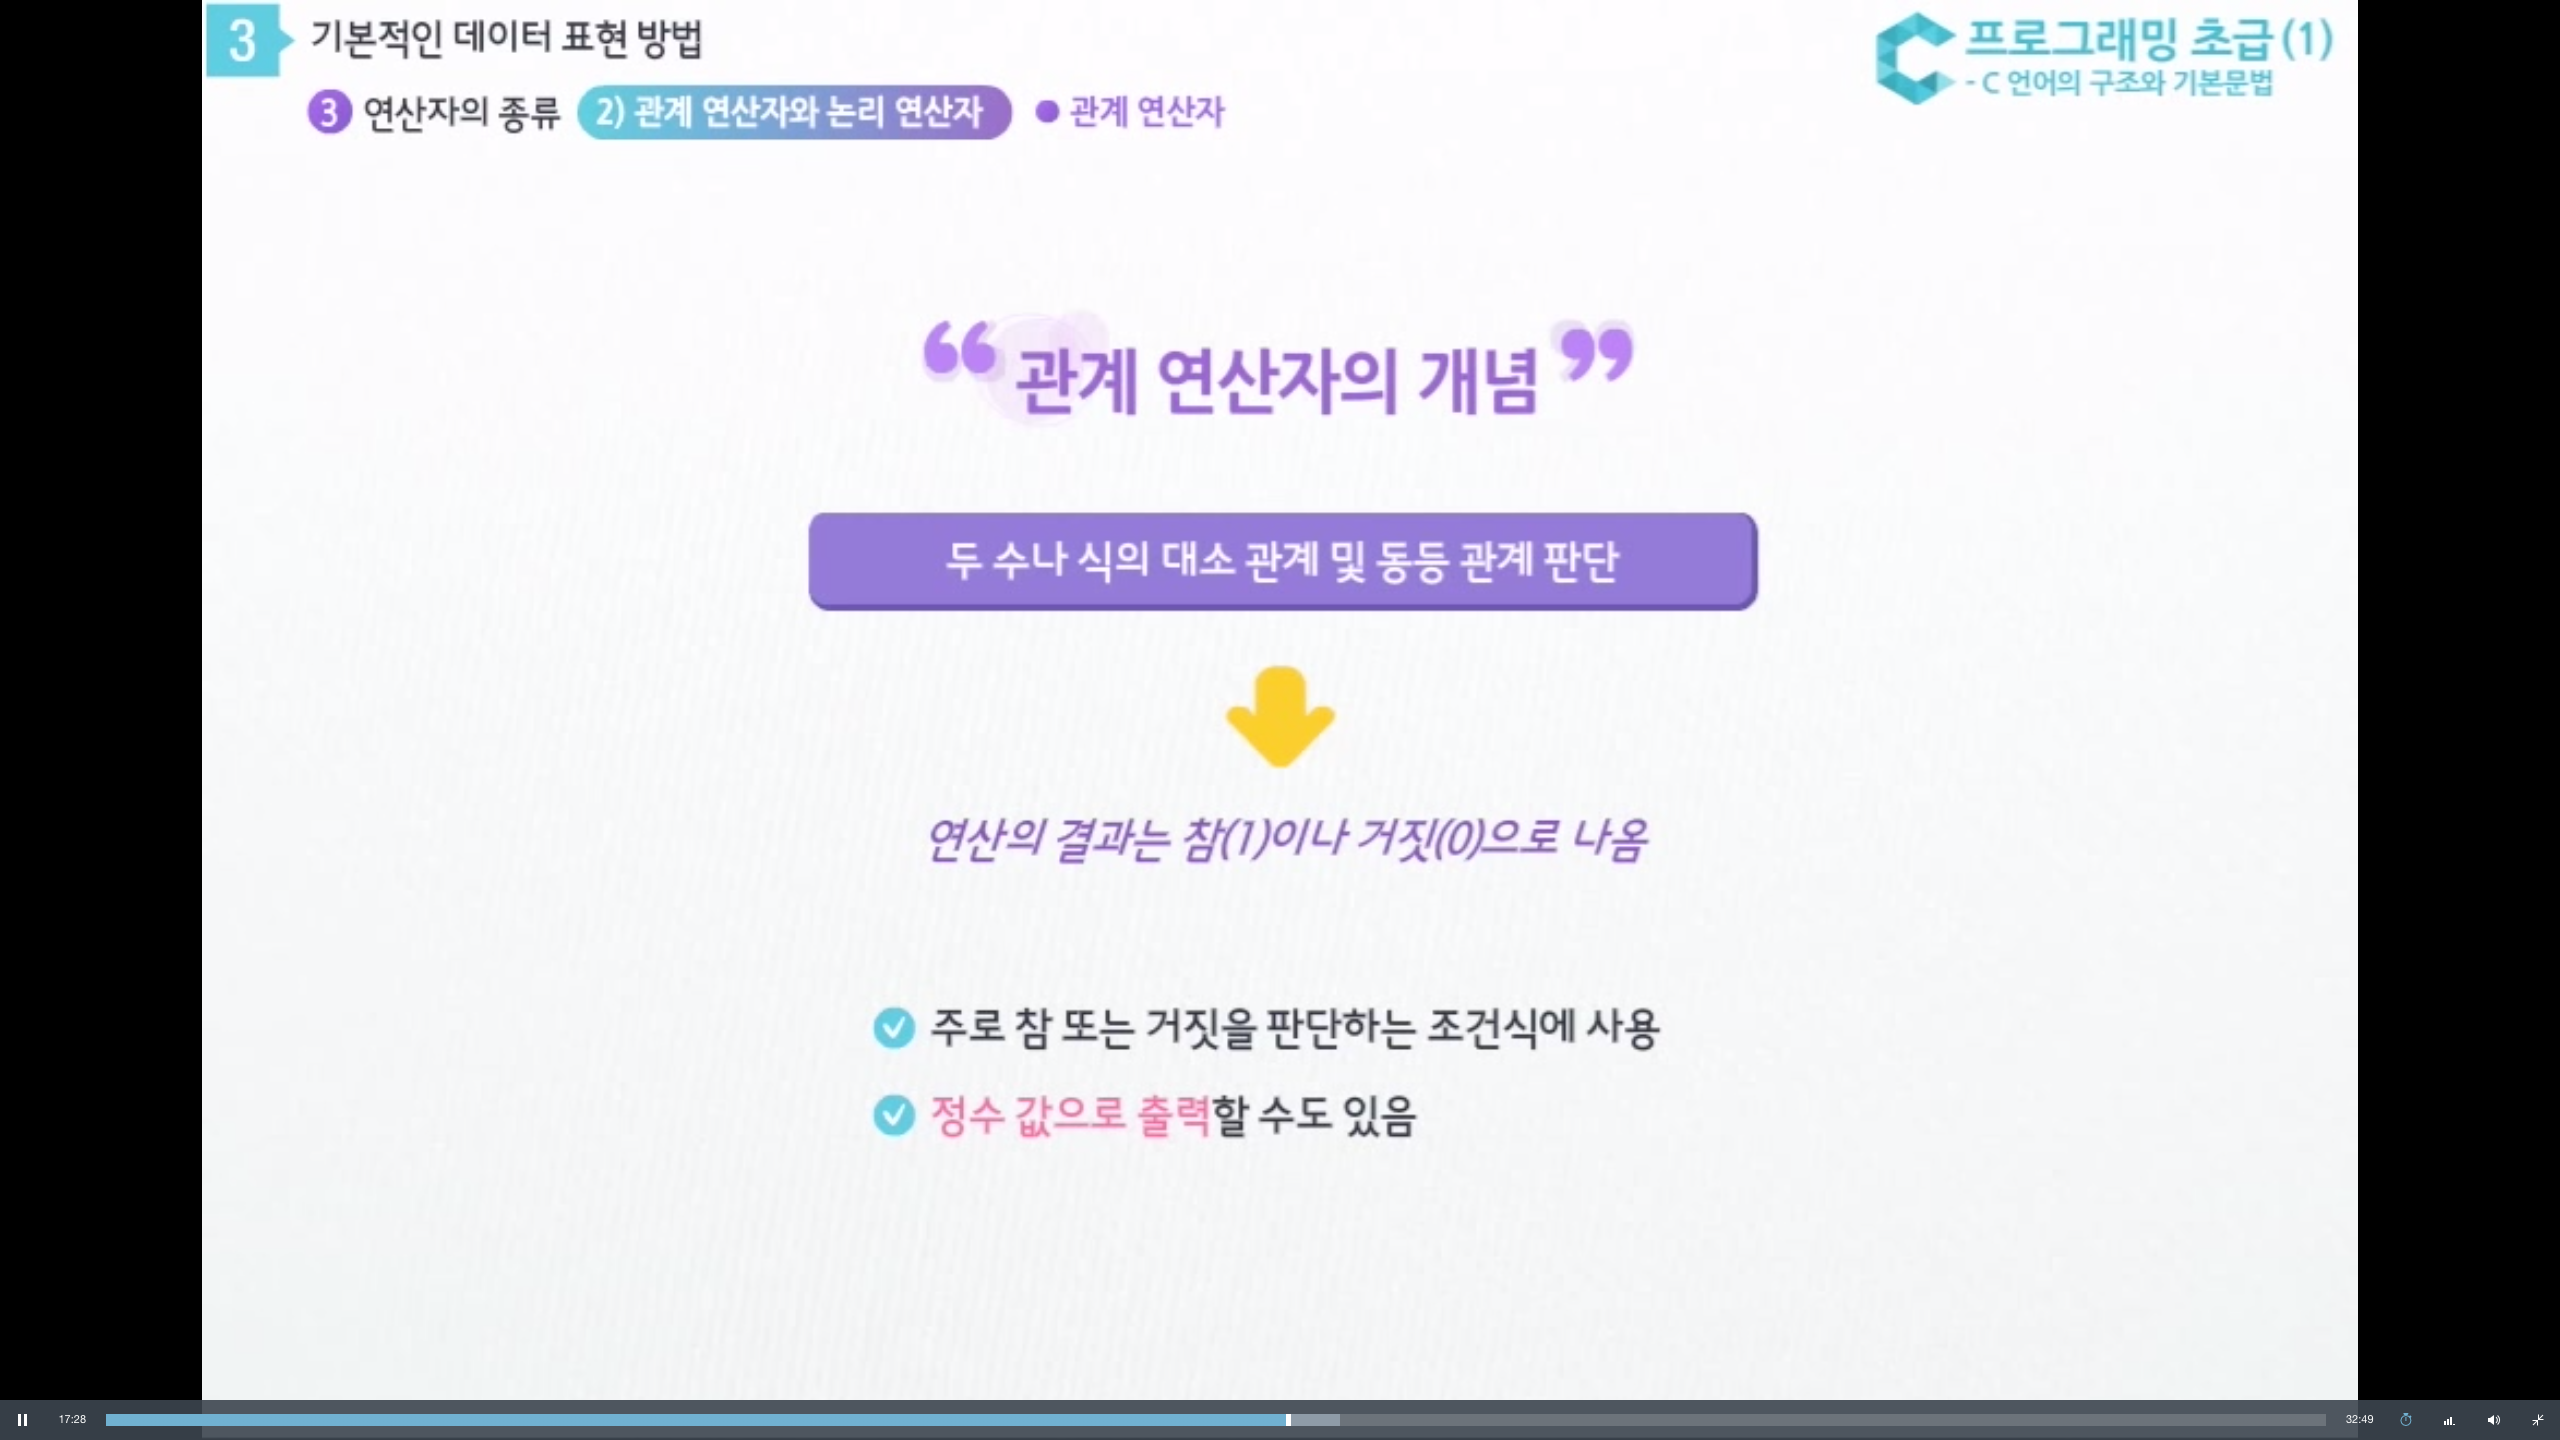 3 기본적인 데이터 표현 방법
프로그래밍 초급(1)
- C 언어의 구조와 기본문법
3 연산자의 종류 2) 관계 연산자와 논리 연산자 ● 관계 연산자
“ 관계 연산자의 개념 ”
두 수나 식의 대소 관계 및 동등 관계 판단
연산의 결과는 참(1)이나 거짓(0)으로 나옴
주로 참 또는 거짓을 판단하는 조건식에 사용
정수 값으로 출력할 수도 있음
17:28
32:49